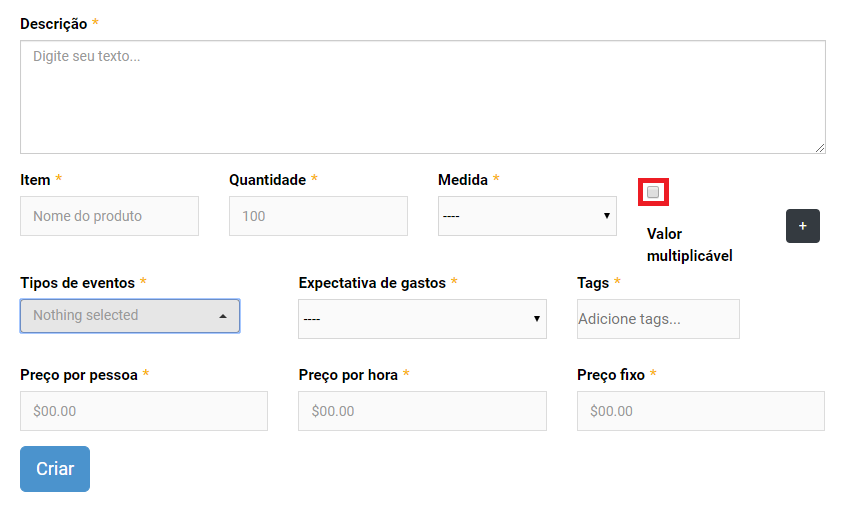 Descrição *
Digite seu texto...
Item * Quantidade * Medida *
Nome do produto 100 ---- +
Valor
multiplicável
Tipos de eventos * Expectativa de gastos * Tags *
Nothing selected ---- Adicione tags...
Preço por pessoa * Preço por hora * Preço fixo *
$00.00 $00.00 $00.00
Criar